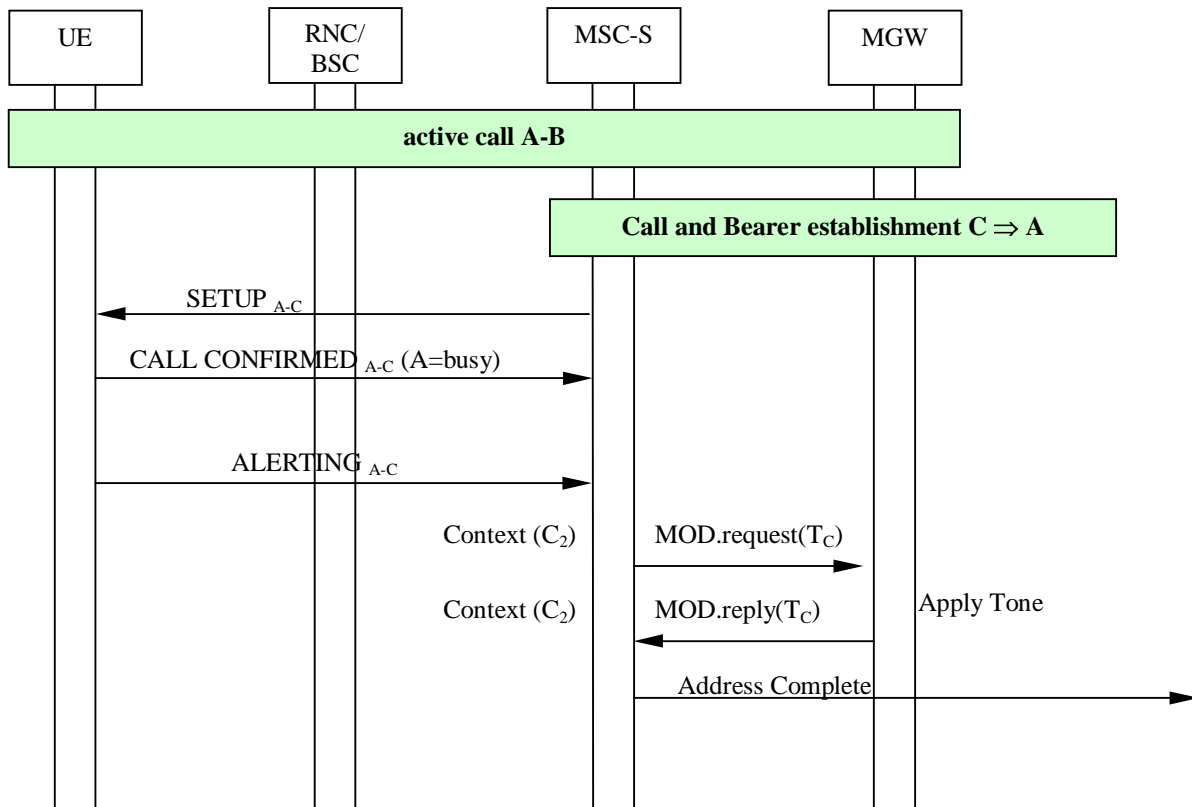 UE
RNC/
BSC
MSC-S
MGW
active call A-B
Call and Bearer establishment C ⇒ A
SETUP A-C
CALL CONFIRMED A-C (A=busy)
ALERTING A-C
Context (C2) MOD.request(TC)
Context (C2) MOD.reply(TC) Apply Tone
Address Complete